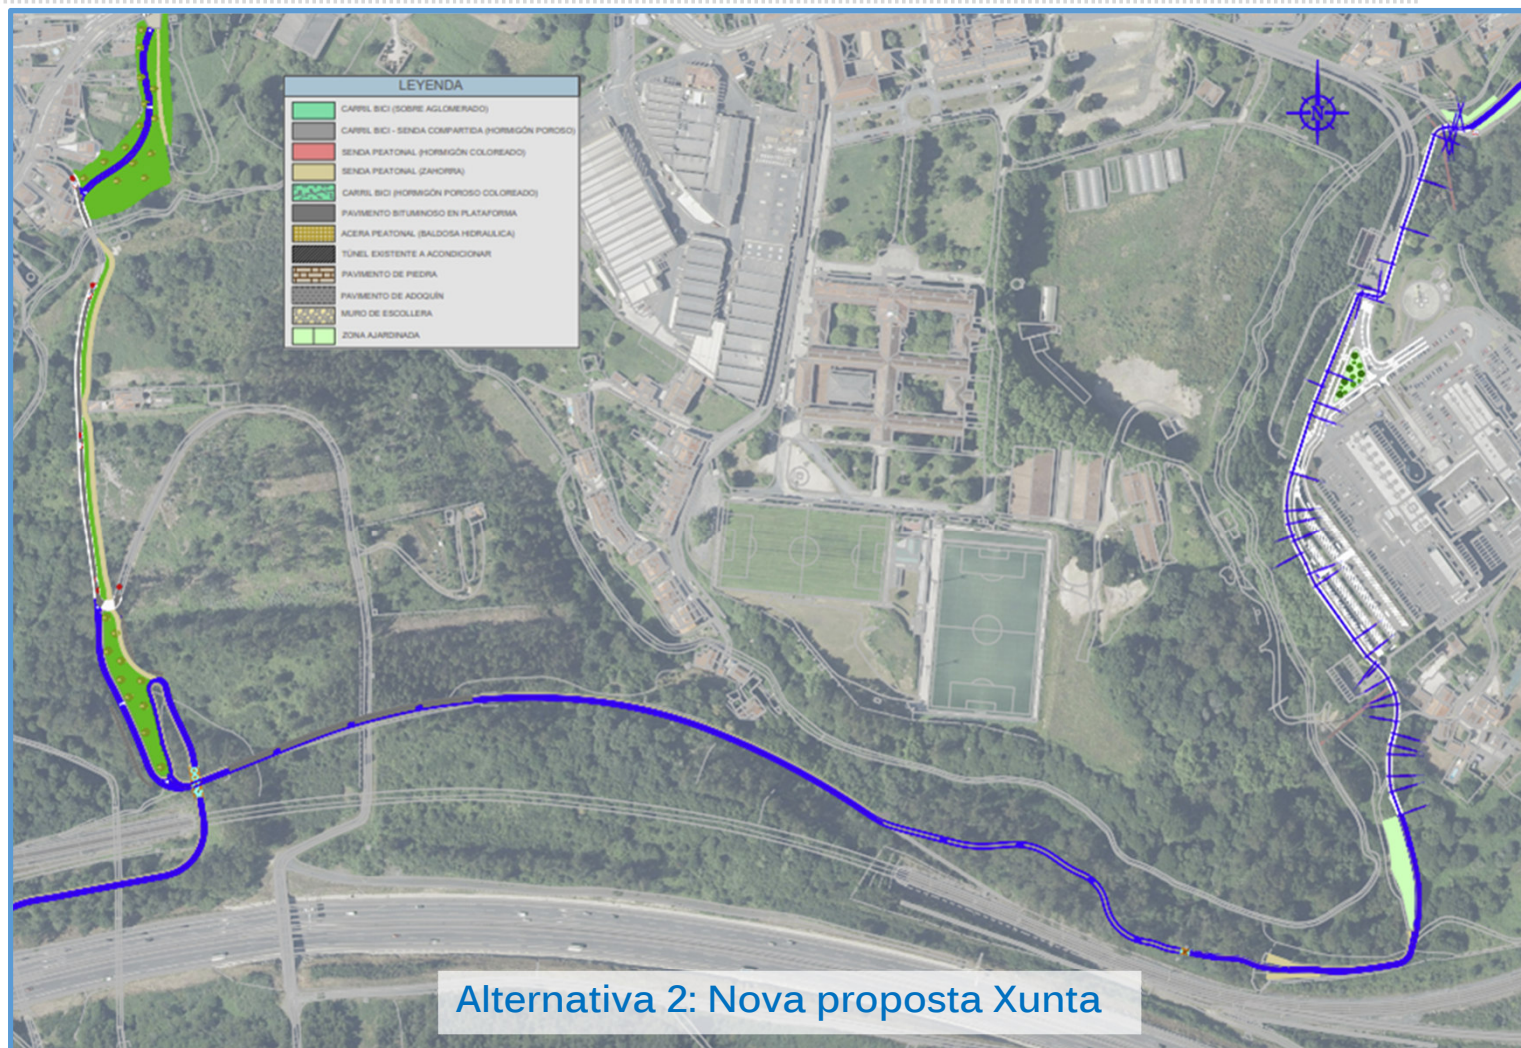 LEYENDA
CARRIL BICI (SOBRE AGLOMERADO)
CARRIL BICI - SENDA COMPARTIDA (HORMIGÓN POROSO)
SENDA PEATONAL (HORMIGÓN COLOREADO)
SENDA PEATONAL (ZAHORRA)
CARRIL BICI (HORMIGÓN POROSO COLOREADO)
PAVIMENTO BITUMINOSO EN PLATAFORMA
ACERA PEATONAL (BALDOSA HIDRAULICA)
TÚNEL EXISTENTE A ACONDICIONAR
PAVIMENTO DE PIEDRA
PAVIMENTO DE ADOQUÍN
MURO DE ESCOLLERA
ZONA AJARDINADA
N
Alternativa 2: Nova proposta Xunta